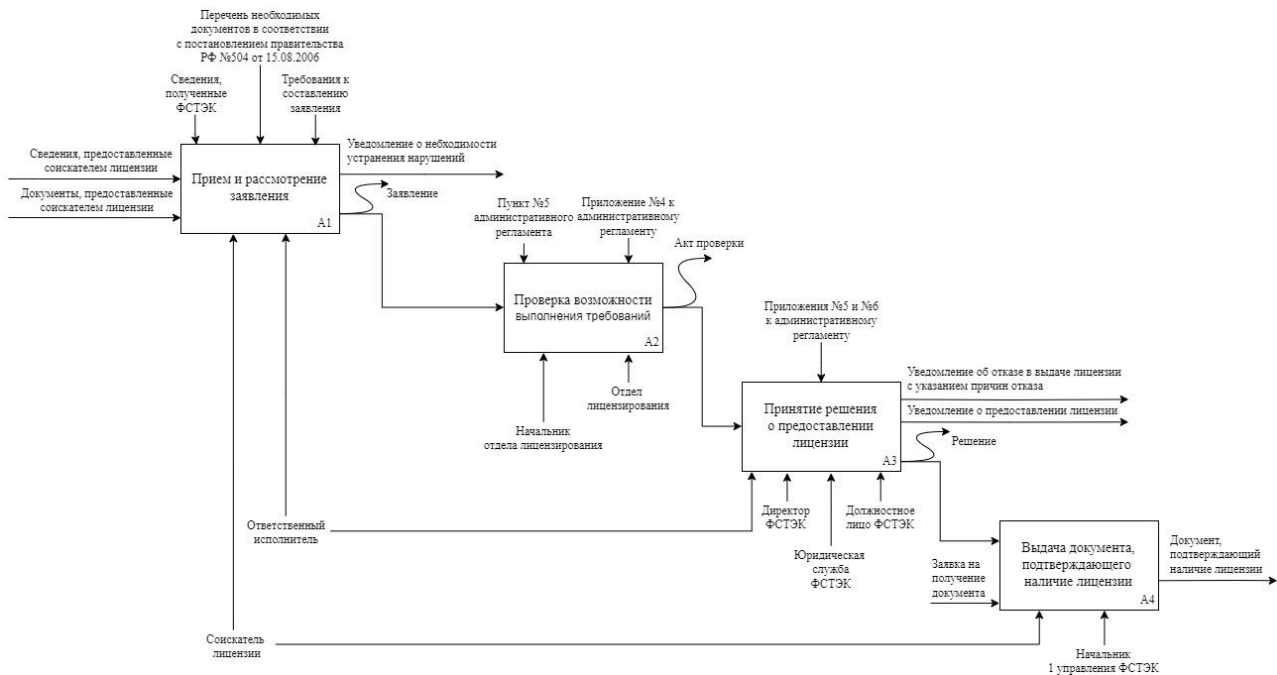 Перечень необходимых
документов в соответствии
с постановлением правительства
РФ №504 от 15.08.2006
Сведения,
полученные
ФСТЭК
Требования к
составлению
заявления
Сведения, предоставленные
соискателем лицензии
Документы, предоставленные
соискателем лицензии
Прием и рассмотрение
заявления
A1
Уведомление о небходимости
устранения нарушений
Заявление
Пункт №5
административного
регламента
Приложение №4 к
административному
регламенту
Акт проверки
Проверка возможности
выполнения требований
A2
Отдел
лицензирования
Начальник
отдела лицензирования
Приложения №5 и №6
к административному
регламенту
Принятие решения
о предоставлении
лицензии
A3
Уведомление об отказе в выдаче лицензии
с указанием причин отказа
Уведомление о предоставлении лицензии
Решение
Ответственный
исполнитель
Директор
ФСТЭК
Юридическая
служба
ФСТЭК
Должностное
лицо ФСТЭК
Заявка на
получение
документа
Выдача документа,
подтверждающего
наличие лицензии
A4
Документ,
подтверждающий
наличие лицензии
Соискатель
лицензии
Начальник
1 управления ФСТЭК